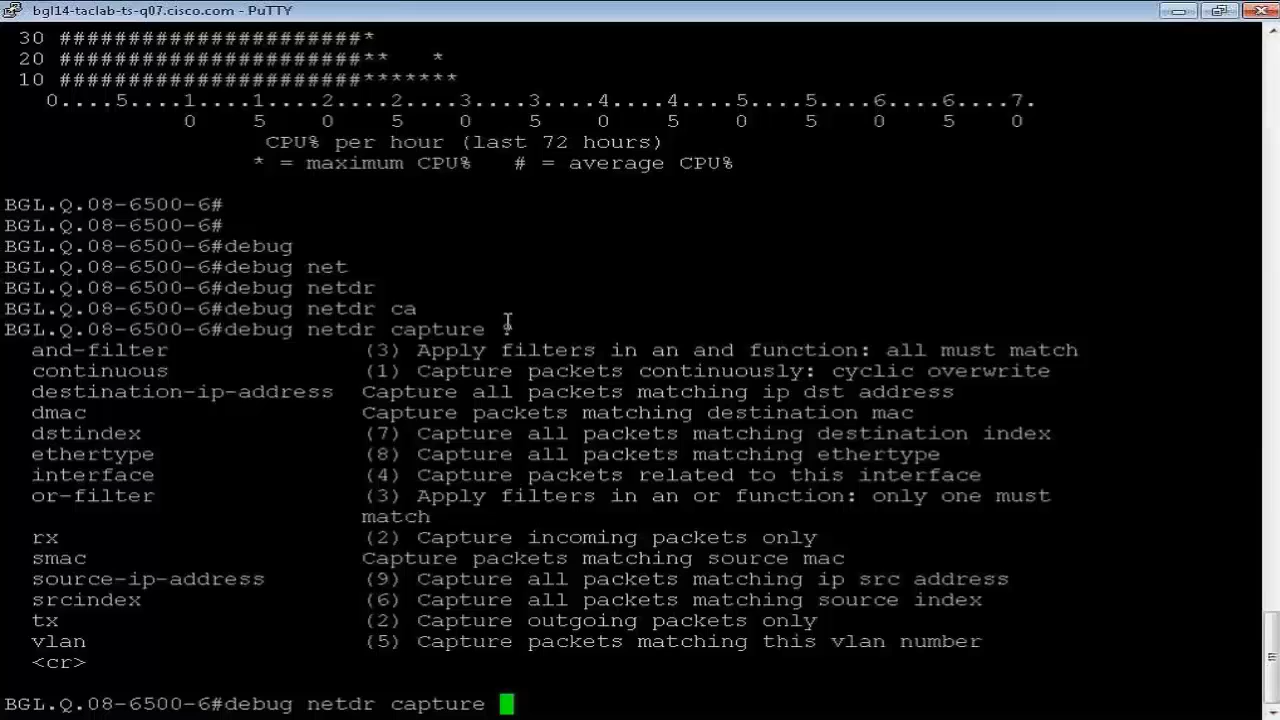 bgl14-taclab-ts-q07.cisco.com - PuTTY
30 ######################*
20 ######################** *
10 ######################*******
0....5....1....1....2....2....3....3....4....4....5....5....6....6....7.
0 5 0 5 0 5 0 5 0 5 0 5 0
CPU% per hour (last 72 hours)
* = maximum CPU% # = average CPU%
BGL.Q.08-6500-6#
BGL.Q.08-6500-6#
BGL.Q.08-6500-6#debug
BGL.Q.08-6500-6#debug net
BGL.Q.08-6500-6#debug netdr
BGL.Q.08-6500-6#debug netdr ca
BGL.Q.08-6500-6#debug netdr capture
and-filter (3) Apply filters in an and function: all must match
continuous (1) Capture packets continuously: cyclic overwrite
destination-ip-address Capture all packets matching ip dst address
dmac Capture packets matching destination mac
dstindex (7) Capture all packets matching destination index
ethertype (8) Capture all packets matching ethertype
interface (4) Capture packets related to this interface
or-filter (3) Apply filters in an or function: only one must
match
rx (2) Capture incoming packets only
smac Capture packets matching source mac
source-ip-address (9) Capture all packets matching ip src address
srcindex (6) Capture all packets matching source index
tx (2) Capture outgoing packets only
vlan (5) Capture packets matching this vlan number
<cr>
BGL.Q.08-6500-6#debug netdr capture